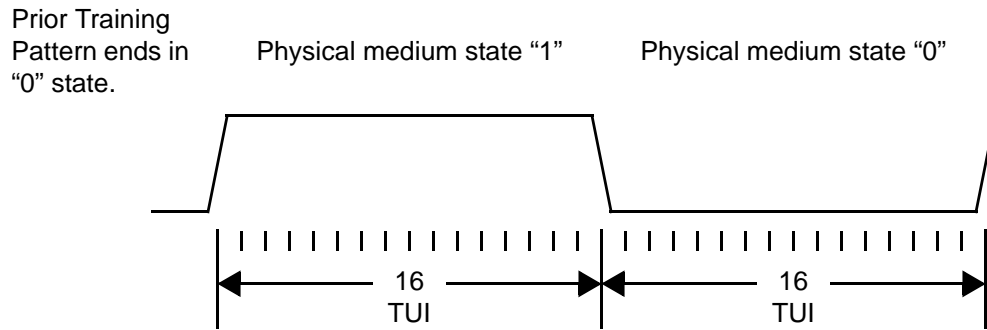 Prior Training
Pattern ends in
“0” state.
Physical medium state “1”
Physical medium state “0”
16
TUI
16
TUI